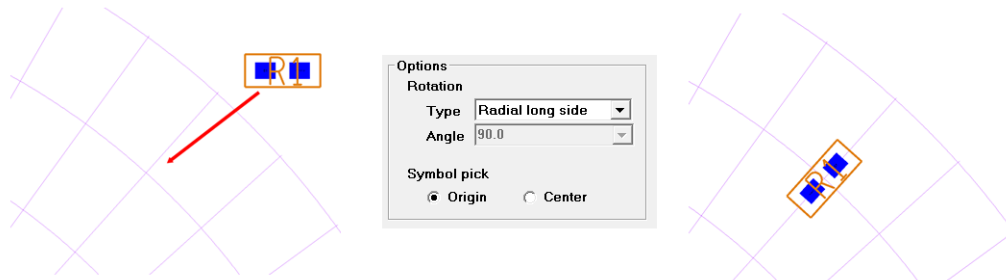 R1
Options
Rotation
Type Radial long side
Angle 90.0
Symbol pick
Origin Center
R1